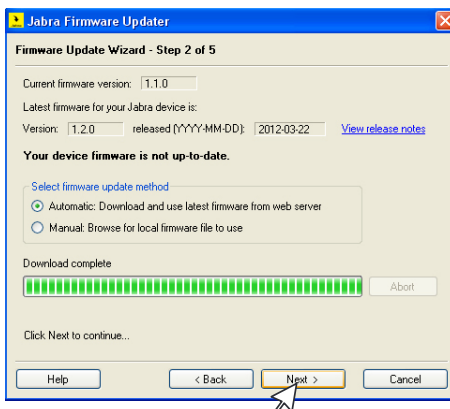 Jabra Firmware Updater
Firmware Update Wizard - Step 2 of 5
Current firmware version: 1.1.0
Latest firmware for your Jabra device is:
Version: 1.2.0 released (YYYY-MM-DD): 2012-03-22 View release notes
Your device firmware is not up-to-date.
Select firmware update method
Automatic: Download and use latest firmware from web server
Manual: Browse for local firmware file to use
Download complete
Abort
Click Next to continue...
Help < Back Next > Cancel